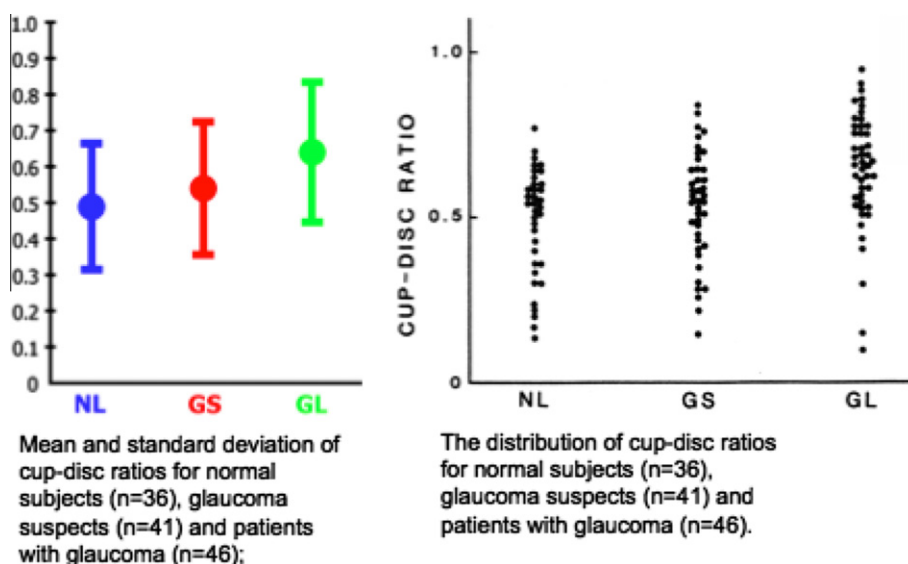 1.0
0.9
0.8
0.7
0.6
0.5
0.4
0.3
0.2
0.1
0
NL GS GL
Mean and standard deviation of
cup-disc ratios for normal
subjects (n=36), glaucoma
suspects (n=41) and patients
with glaucoma (n=46);
CUP-DISC RATIO
1.0
0.5
0
NL GS GL
The distribution of cup-disc ratios
for normal subjects (n=36),
glaucoma suspects (n=41) and
patients with glaucoma (n=46).